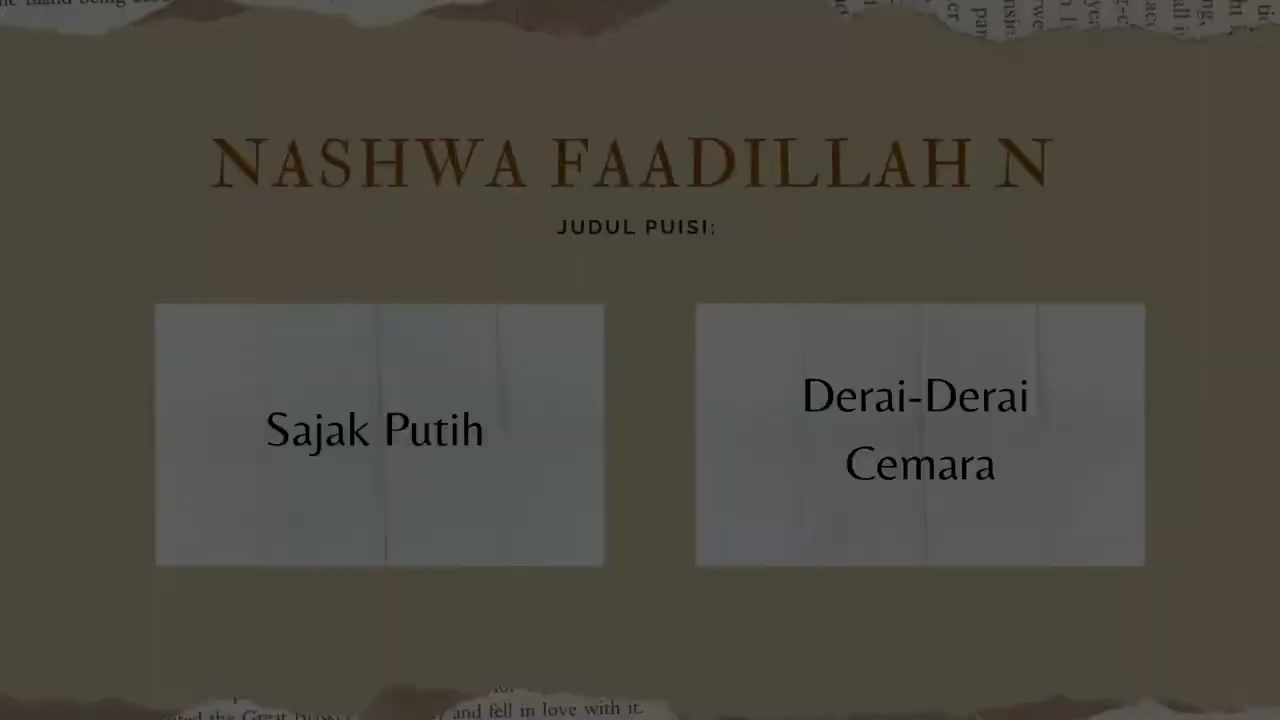 NASHWA FAADILLAH N
JUDUL PUISI:
Sajak Putih
Derai-Derai
Cemara
and fell in love with it.